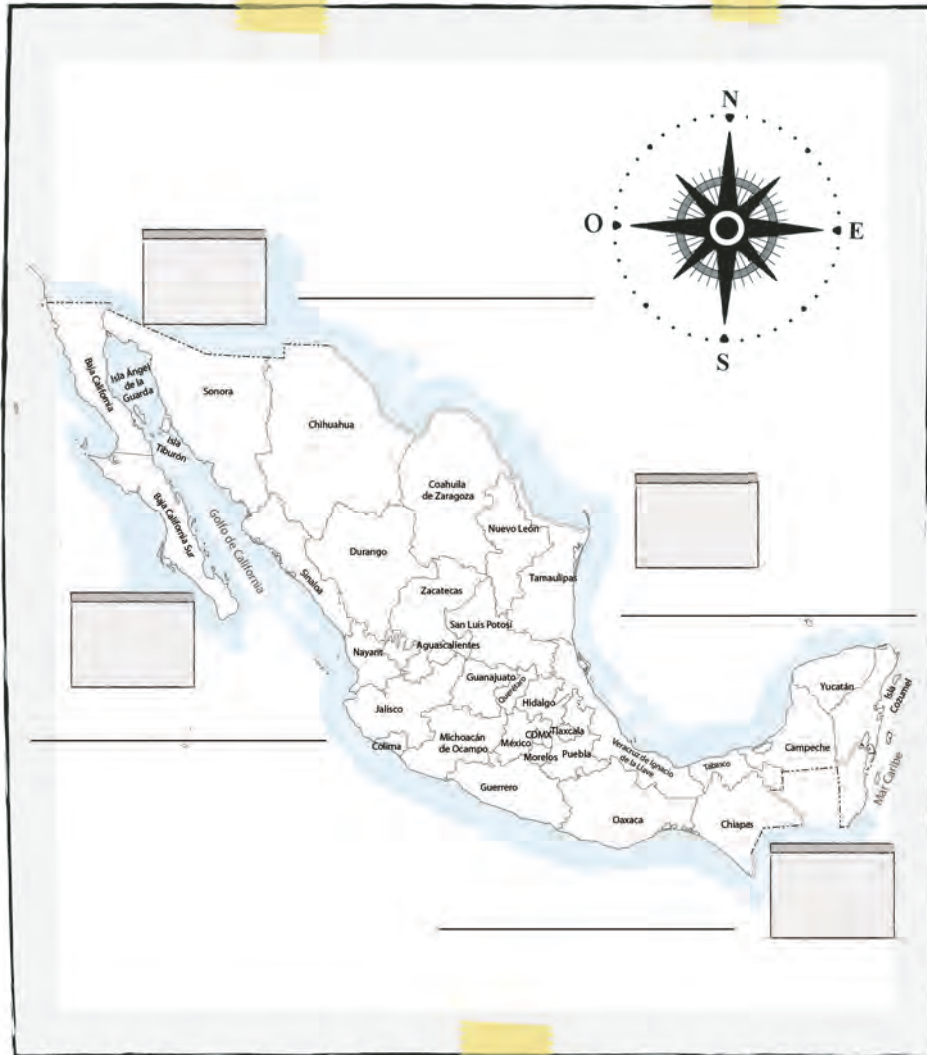 N
O
E
S
Baja California
Isla Ángel
de la
Guarda
Sonora
Isla
Tiburón
Chihuahua
Coahuila
de Zaragoza
Nuevo León
Baja California Sur
Golfo de California
Sinaloa
Durango
Tamaulipas
Zacatecas
San Luis Potosí
Nayarit
Aguascalientes
Guanajuato
Querétaro
Hidalgo
Jalisco
Colima
Michoacán
de Ocampo
México
CDMX
Tlaxcala
Morelos
Puebla
Veracruz de Ignacio
de la Llave
Tabasco
Campeche
Yucatán
Isla
Cozumel
Mar Caribe
Guerrero
Oaxaca
Chiapas